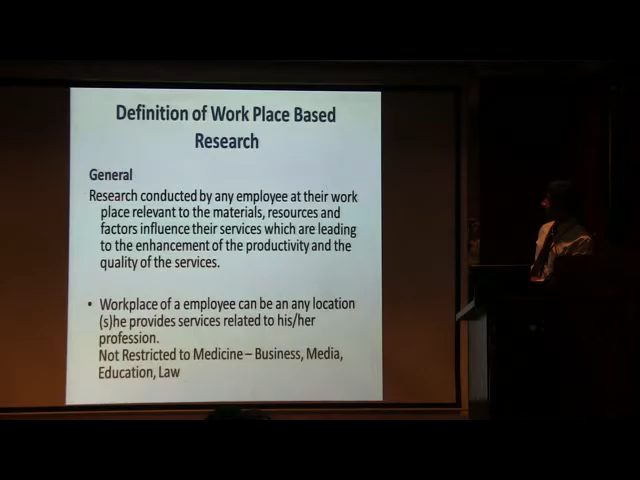 Definition of Work Place Based
Research
General
Research conducted by any employee at their work
place relevant to the materials, resources and
factors influence their services which are leading
to the enhancement of the productivity and the
quality of the services.
• Workplace of a employee can be an any location
(s)he provides services related to his/her
profession.
Not Restricted to Medicine – Business, Media,
Education, Law